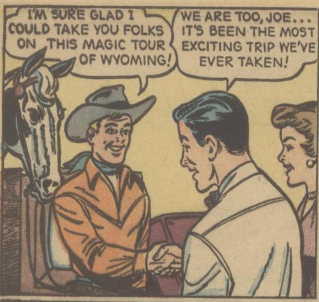 I'M SURE GLAD I
COULD TAKE YOU FOLKS
ON THIS MAGIC TOUR
OF WYOMING!
WE ARE TOO, JOE...
IT'S BEEN THE MOST
EXCITING TRIP WE'VE
EVER TAKEN!